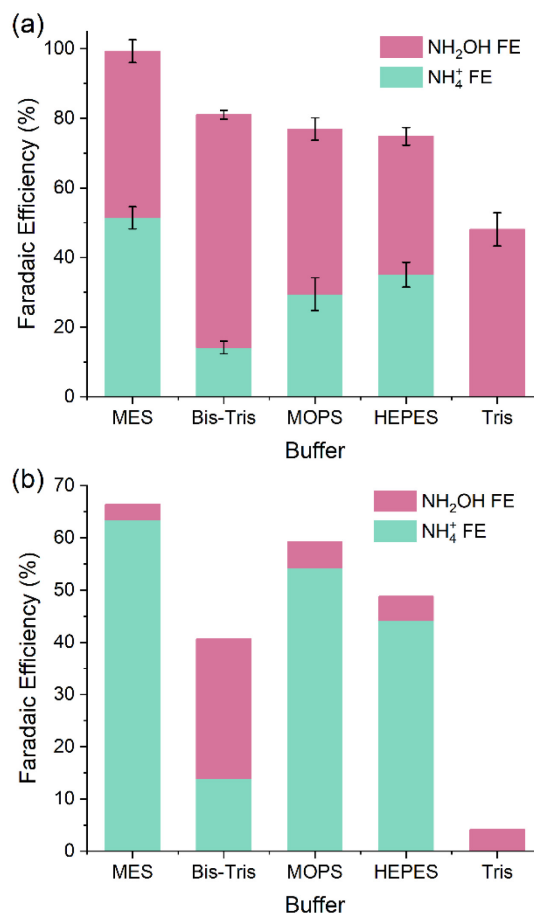 (a)
NH₂OH FE
NH₄⁺ FE
Faradaic Efficiency (%)
100
80
60
40
20
0
MES Bis-Tris MOPS HEPES Tris
Buffer
(b)
NH₂OH FE
NH₄⁺ FE
Faradaic Efficiency (%)
70
60
50
40
30
20
10
0
MES Bis-Tris MOPS HEPES Tris
Buffer